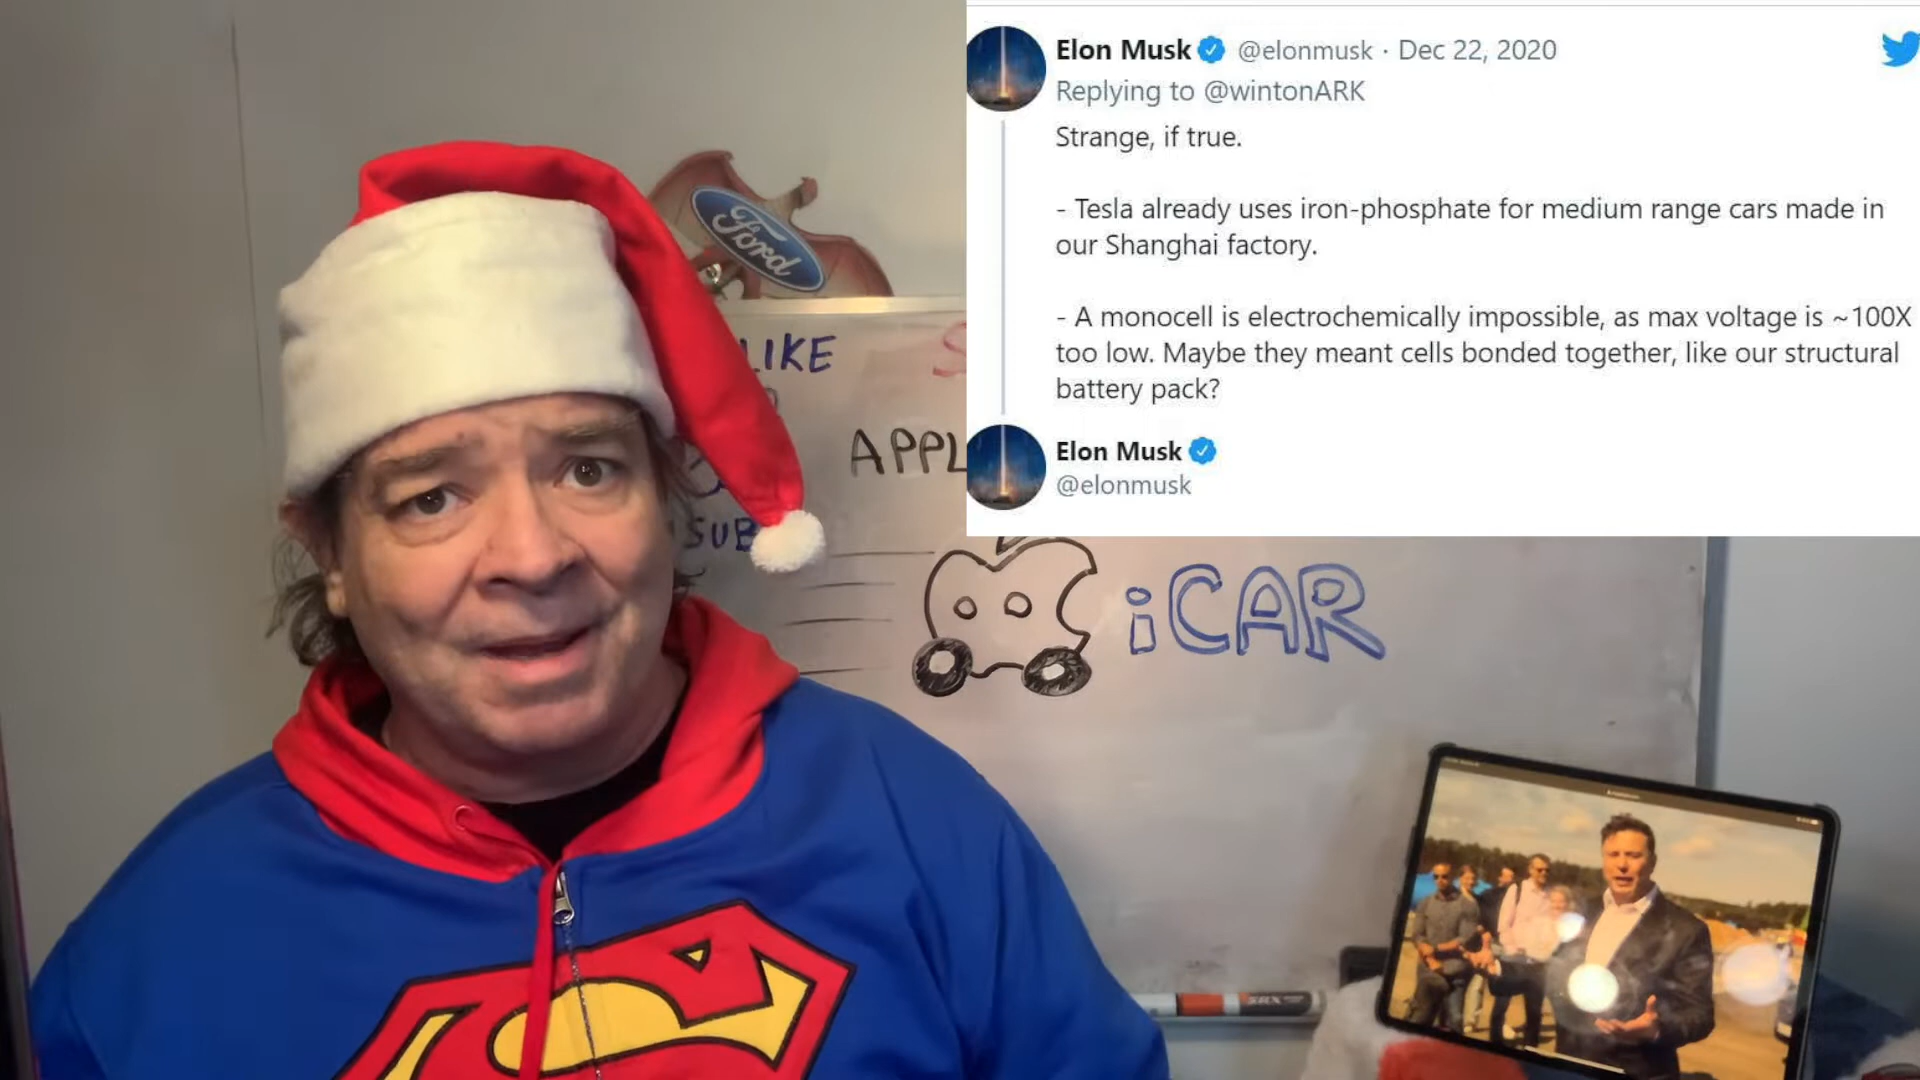 Elon Musk @elonmusk · Dec 22, 2020
Replying to @wintonARK
Strange, if true.
- Tesla already uses iron-phosphate for medium range cars made in
our Shanghai factory.
- A monocell is electrochemically impossible, as max voltage is ~100X
too low. Maybe they meant cells bonded together, like our structural
battery pack?
Elon Musk
@elonmusk
Ford
LIKE
APPL
SUB
iCAR